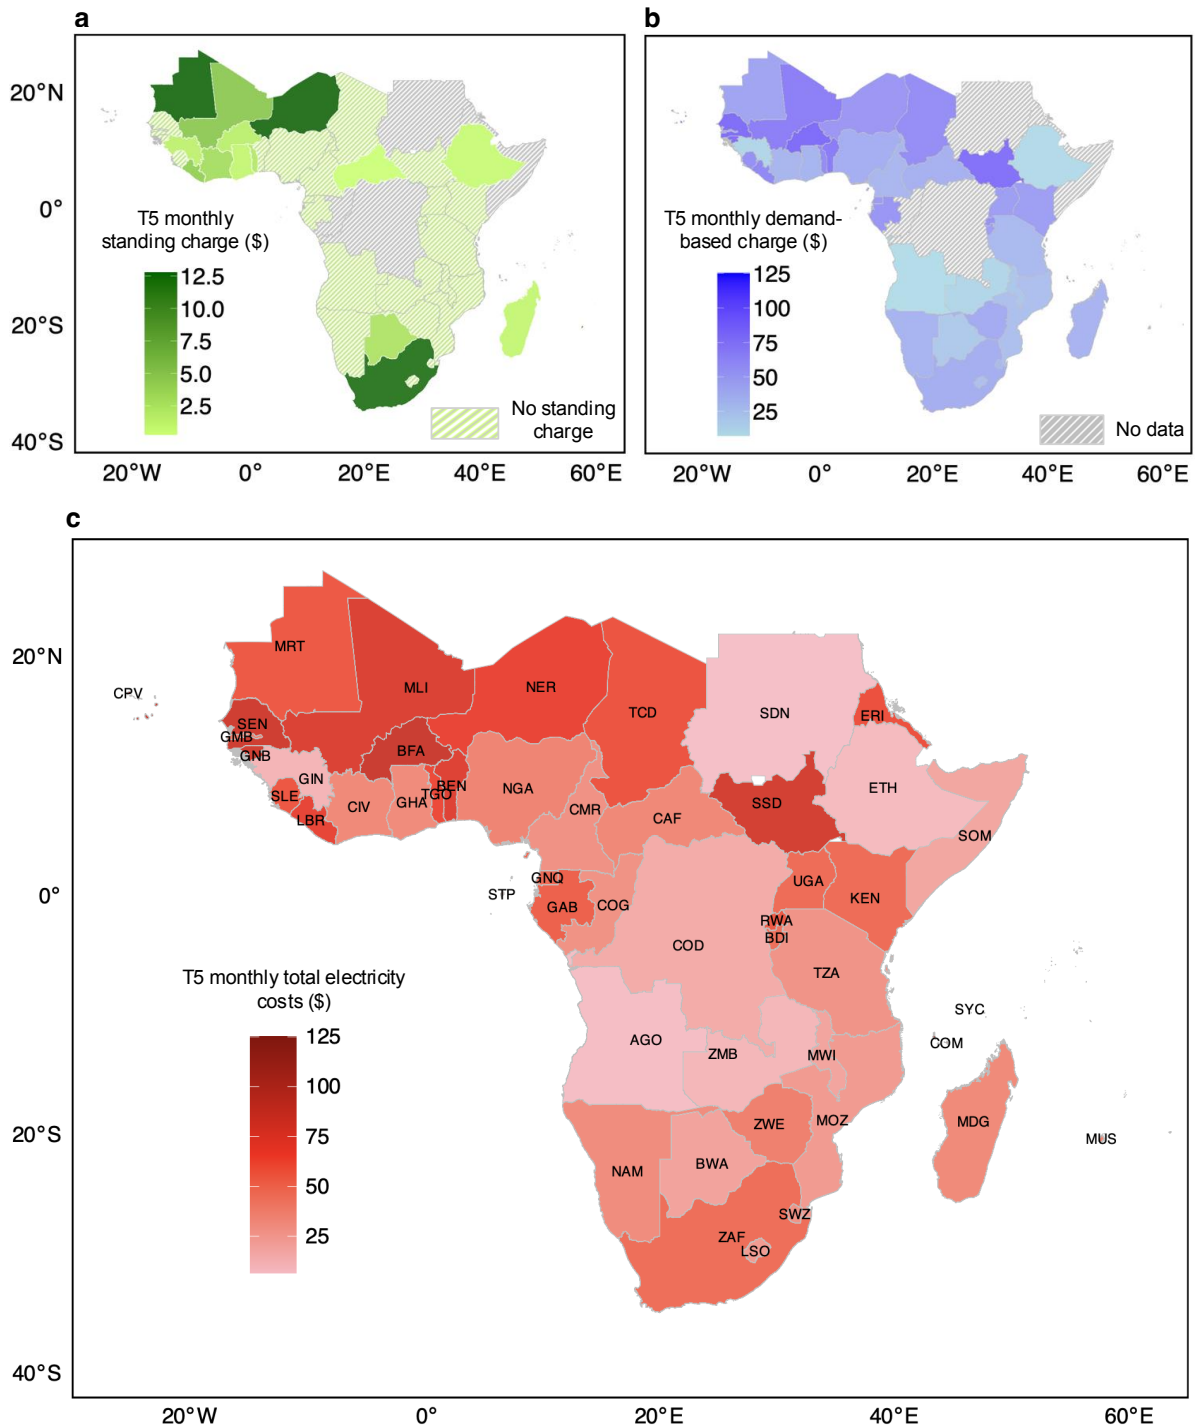 a
20°N
0°
20°S
40°S
T5 monthly
standing charge ($)
12.5
10.0
7.5
5.0
2.5
No standing
charge
20°W
0°
20°E
40°E
60°E
b
T5 monthly demand-
based charge ($)
125
100
75
50
25
No data
20°W
0°
20°E
40°E
60°E
c
20°N
0°
20°S
40°S
CPV
MRT
MLI
NER
TCD
SDN
ERI
SEN
GMB
GNB
GIN
SLE
LBR
CIV
BFA
GHA
TGO
BEN
NGA
CMR
CAF
SSD
ETH
SOM
STP
GNQ
GAB
COG
COD
UGA
KEN
RWA
BDI
TZA
SYC
COM
AGO
ZMB
MWI
MOZ
ZWE
MDG
MUS
NAM
BWA
SWZ
ZAF
LSO
T5 monthly total electricity
costs ($)
125
100
75
50
25
20°W
0°
20°E
40°E
60°E